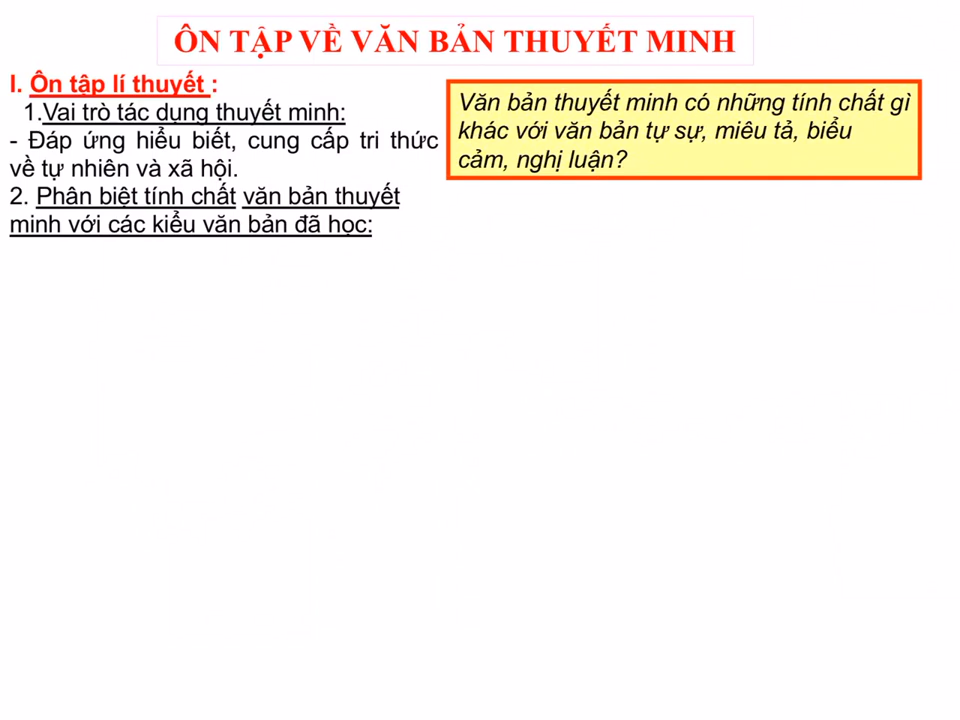 ÔN TẬP VỀ VĂN BẢN THUYẾT MINH
I. Ôn tập lí thuyết :
1.Vai trò tác dụng thuyết minh:
- Đáp ứng hiểu biết, cung cấp tri thức
về tự nhiên và xã hội.
2. Phân biệt tính chất văn bản thuyết
minh với các kiểu văn bản đã học:
Văn bản thuyết minh có những tính chất gì
khác với văn bản tự sự, miêu tả, biểu
cảm, nghị luận?